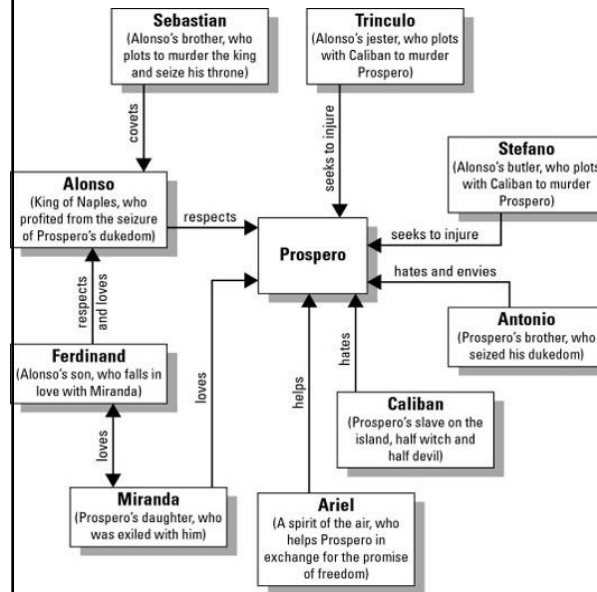 Sebastian
(Alonso's brother, who
plots to murder the king
and seize his throne)
Trinculo
(Alonso's jester, who plots
with Caliban to murder
Prospero)
covets
seeks to injure
Stefano
(Alonso's butler, who plots
with Caliban to murder
Prospero)
Alonso
(King of Naples, who
profited from the seizure
of Prospero's dukedom)
respects
Prospero
seeks to injure
hates and envies
respects
and loves
Antonio
(Prospero's brother, who
seized his dukedom)
Ferdinand
(Alonso's son, who falls in
love with Miranda)
loves
helps
hates
Caliban
(Prospero's slave on the
island, half witch and
half devil)
loves
Miranda
(Prospero's daughter, who
was exiled with him)
Ariel
(A spirit of the air, who
helps Prospero in
exchange for the promise
of freedom)